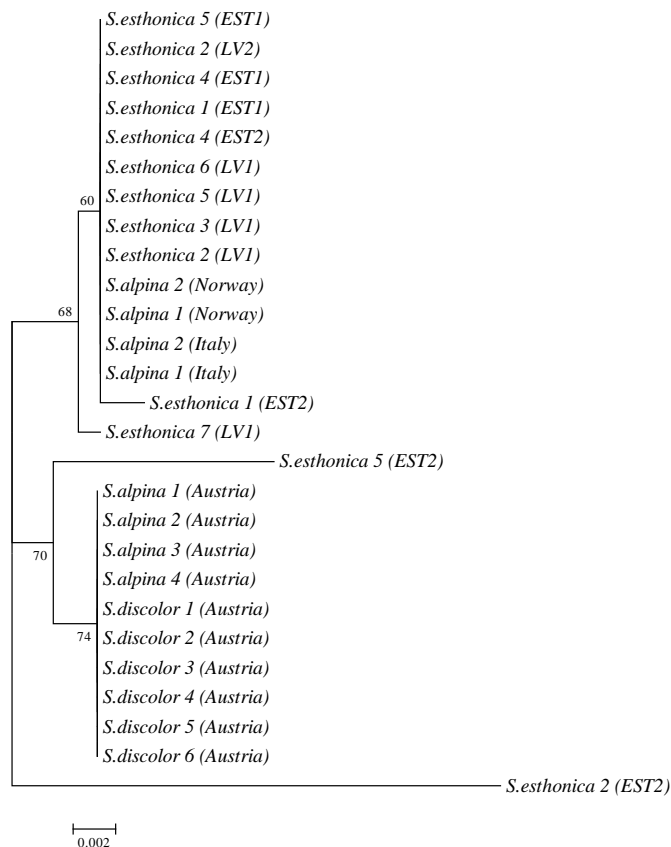 S.esthonica 5 (EST1)
S.esthonica 2 (LV2)
S.esthonica 4 (EST1)
S.esthonica 1 (EST1)
S.esthonica 4 (EST2)
S.esthonica 6 (LV1)
S.esthonica 5 (LV1)
60
S.esthonica 3 (LV1)
S.esthonica 2 (LV1)
S.alpina 2 (Norway)
68
S.alpina 1 (Norway)
S.alpina 2 (Italy)
S.alpina 1 (Italy)
S.esthonica 1 (EST2)
S.esthonica 7 (LV1)
S.esthonica 5 (EST2)
S.alpina 1 (Austria)
S.alpina 2 (Austria)
S.alpina 3 (Austria)
70
S.alpina 4 (Austria)
S.discolor 1 (Austria)
S.discolor 2 (Austria)
74
S.discolor 3 (Austria)
S.discolor 4 (Austria)
S.discolor 5 (Austria)
S.discolor 6 (Austria)
S.esthonica 2 (EST2)
0.002